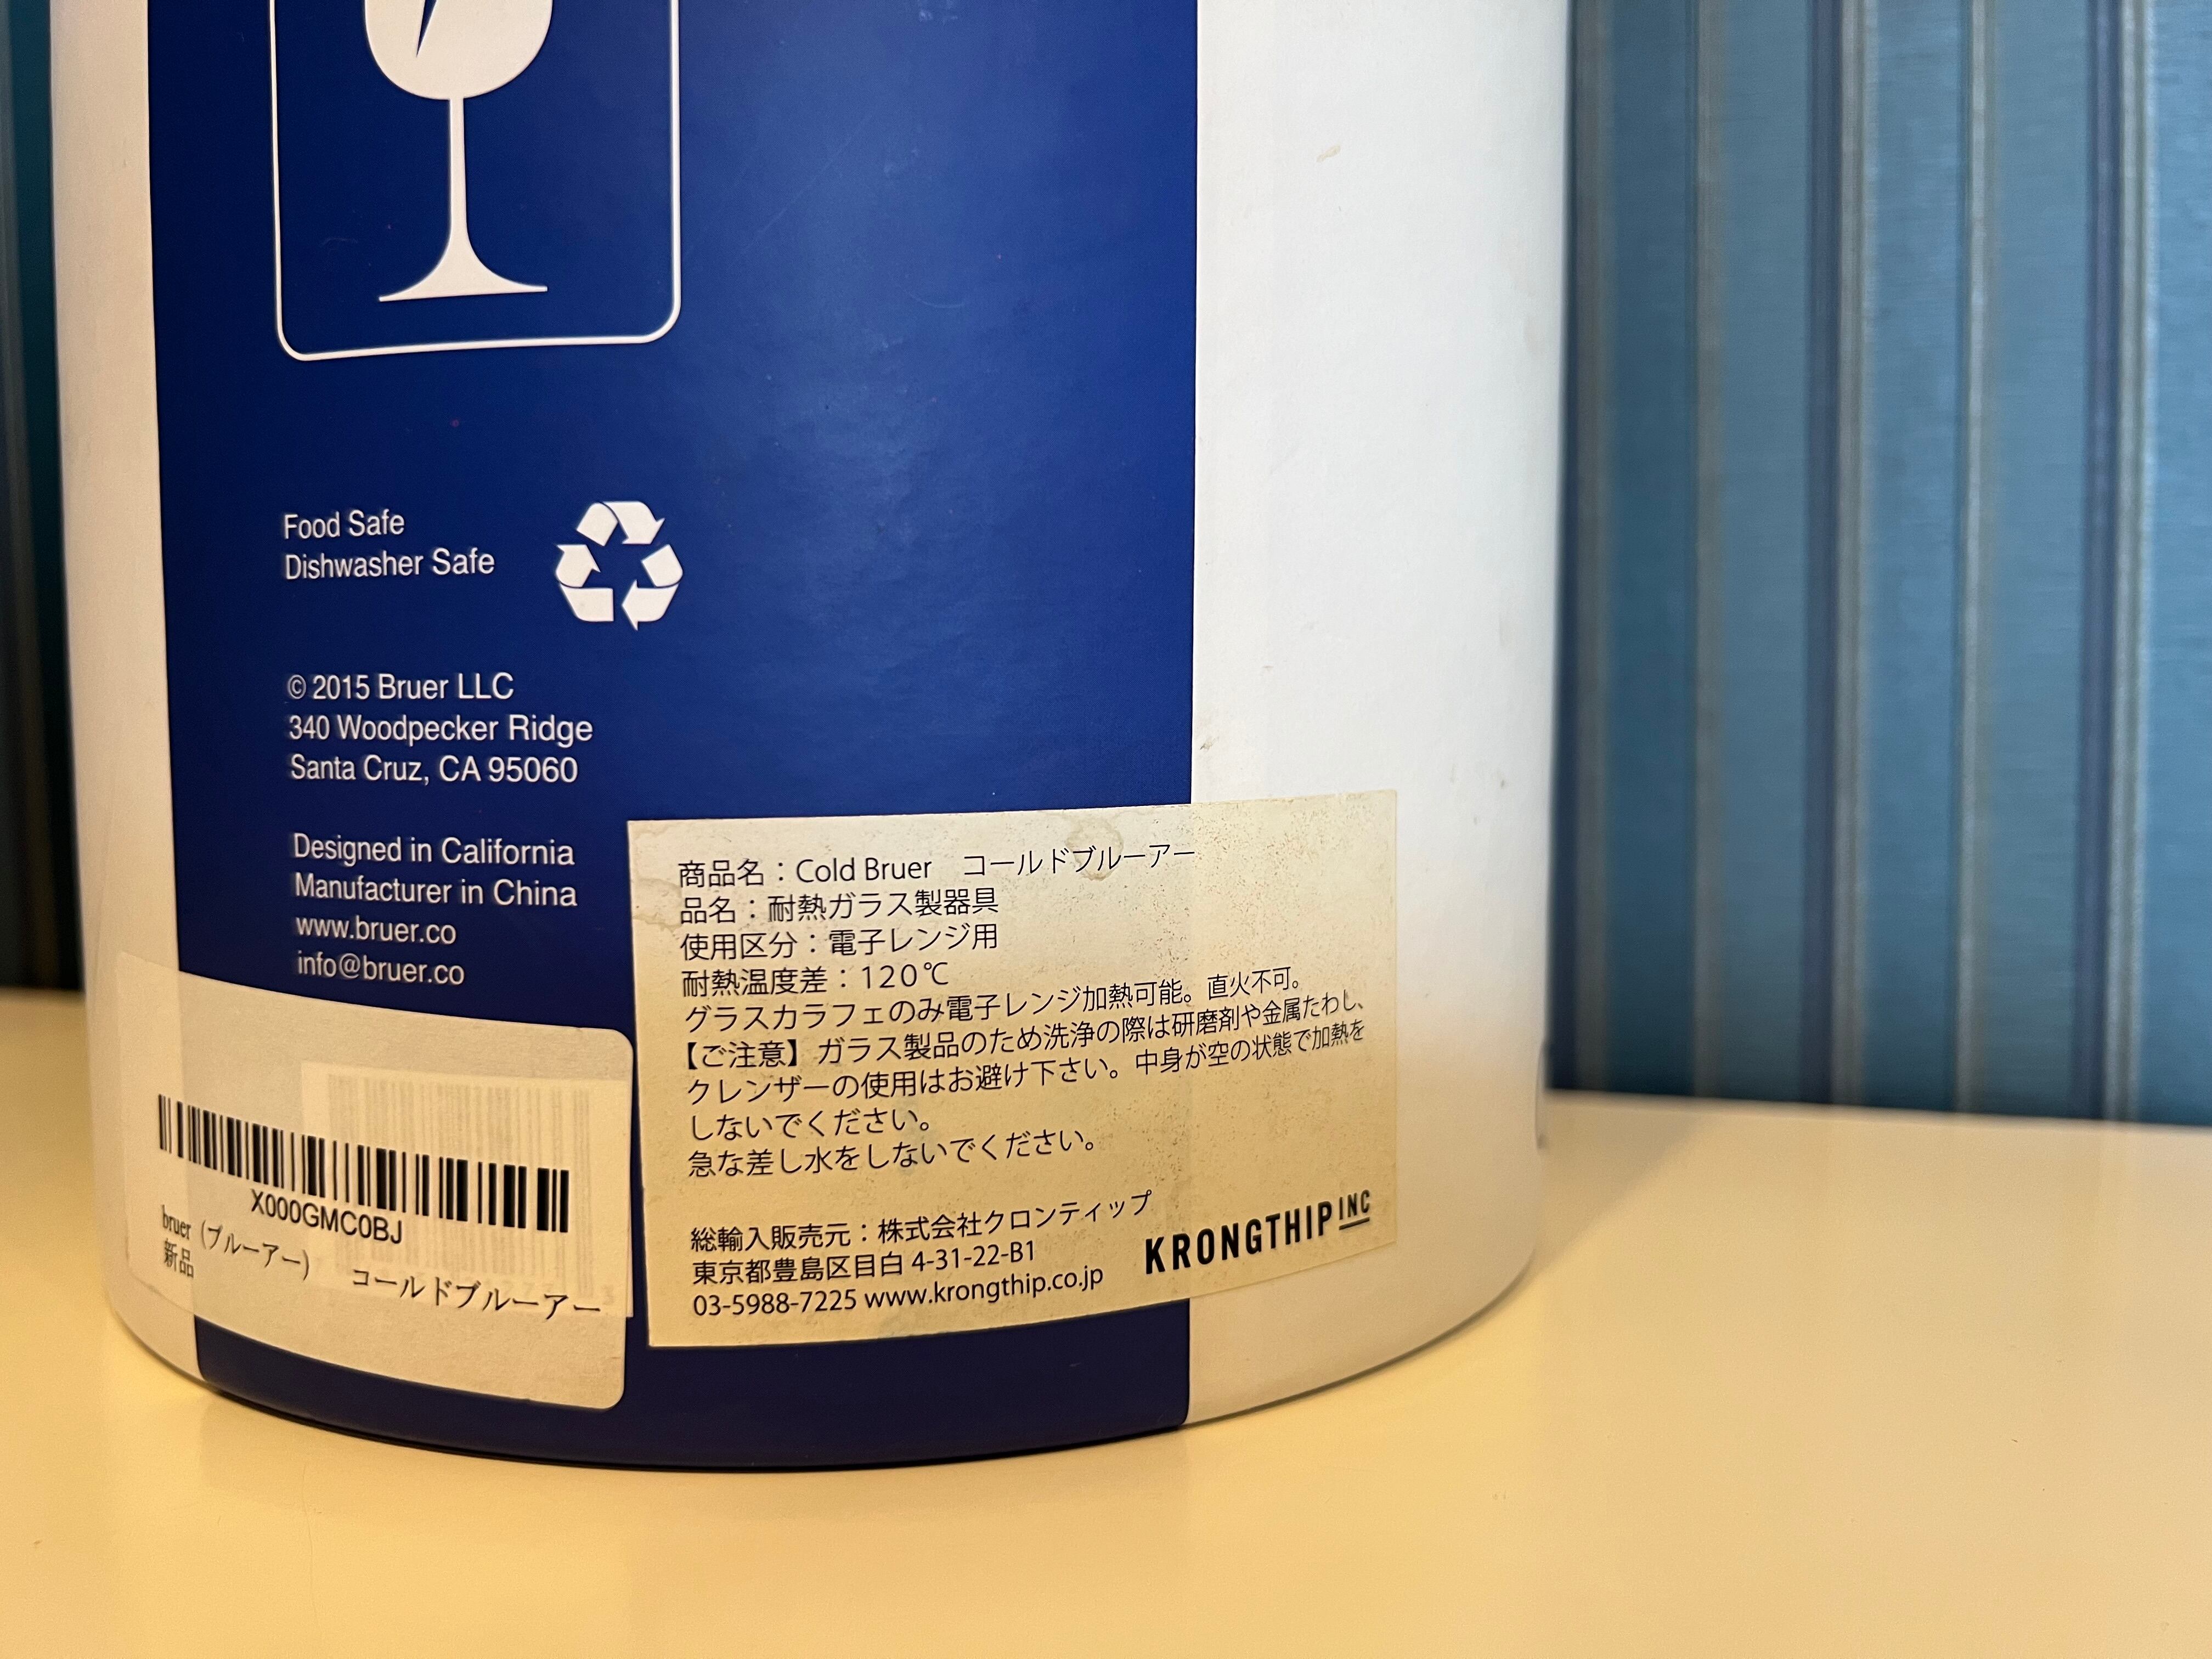 Food Safe
Dishwasher Safe
© 2015 Bruer LLC
340 Woodpecker Ridge
Santa Cruz, CA 95060
Designed in California
Manufacturer in China
www.bruer.co
info@bruer.co
X000GMC0BJ
bruer（ブルーアー） コールドブルーアー
新品
商品名：Cold Bruer コールドブルーアー
品名：耐熱ガラス製器具
使用区分：電子レンジ用
耐熱温度差：120℃
グラスカラフェのみ電子レンジ加熱可能。直火不可。
【ご注意】ガラス製品のため洗浄の際は研磨剤や金属たわし、
クレンザーの使用はお避け下さい。中身が空の状態で加熱を
しないでください。
急な差し水をしないでください。
総輸入販売元：株式会社クロンティップ
東京都豊島区目白 4-31-22-B1
03-5988-7225 www.krongthip.co.jp
KRONGTHIP INC